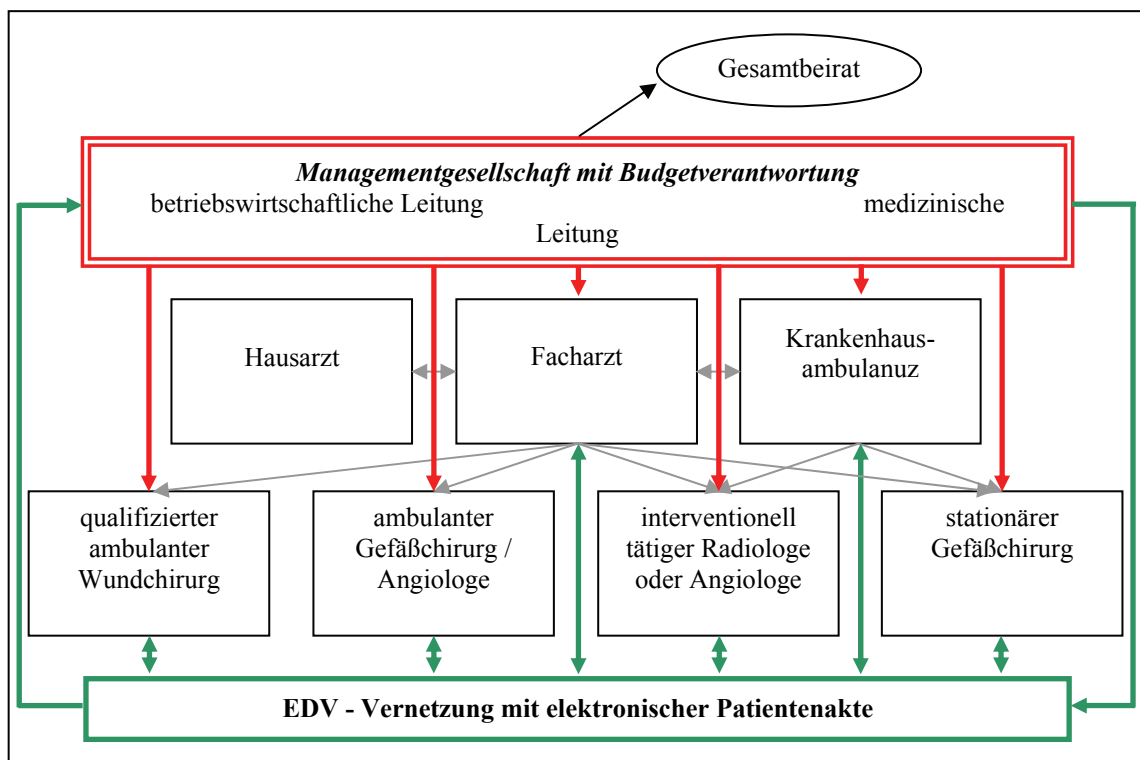 Gesamtbeirat
Managementgesellschaft mit Budgetverantwortung
betriebswirtschaftliche Leitung medizinische
Leitung
Hausarzt
Facharzt
Krankenhaus-
ambulanuz
qualifizierter
ambulanter
Wundchirurg
ambulanter
Gefäßchirurg /
Angiologe
interventionell
tätiger Radiologe
oder Angiologe
stationärer
Gefäßchirurg
EDV - Vernetzung mit elektronischer Patientenakte